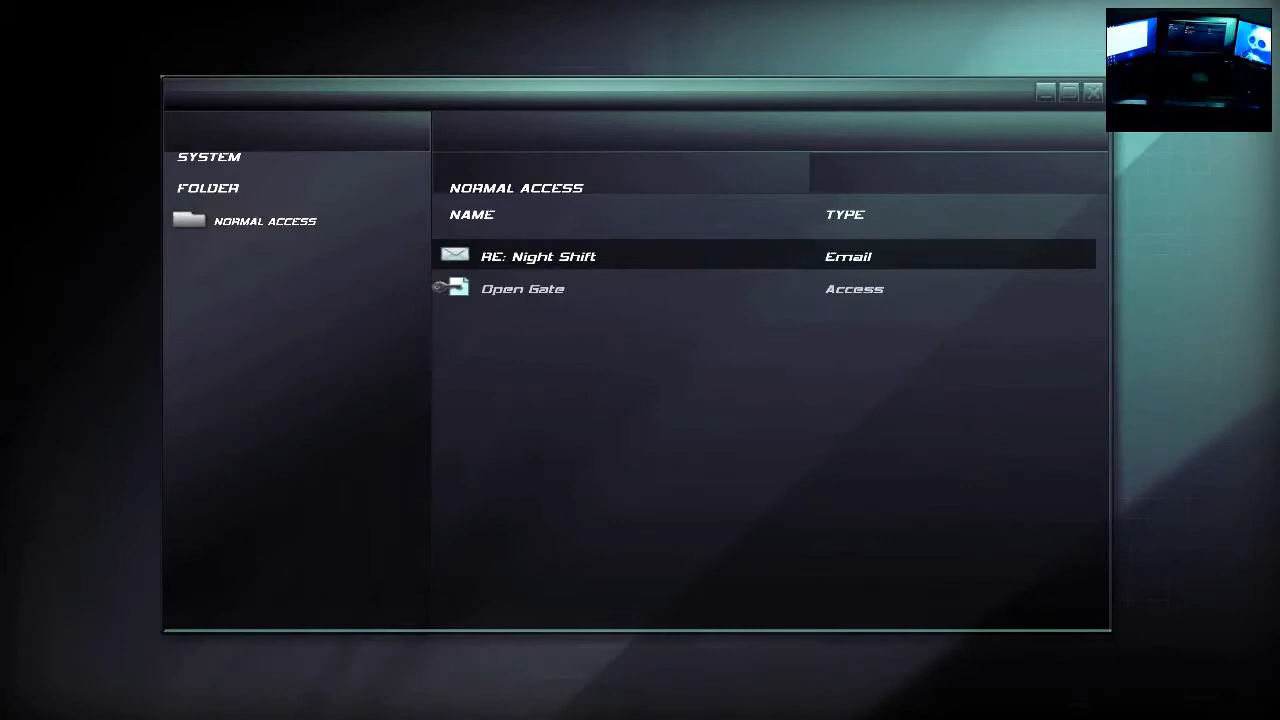 SYSTEM
FOLDER
NORMAL ACCESS
NORMAL ACCESS
NAME TYPE
RE: Night Shift Email
Open Gate Access